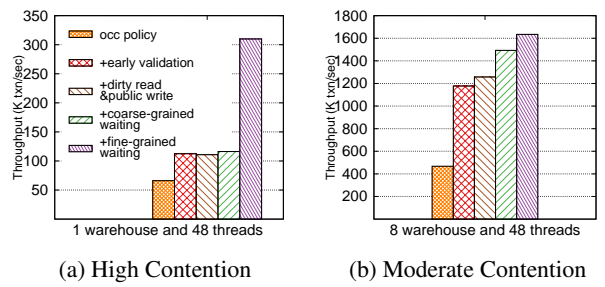 350
300
250
200
150
100
50
Throughput (K txn/sec)
occ policy
+early validation
+dirty read
&public write
+coarse-grained
waiting
+fine-grained
waiting
1 warehouse and 48 threads
(a) High Contention
1800
1600
1400
1200
1000
800
600
400
200
Throughput (K txn/sec)
8 warehouse and 48 threads
(b) Moderate Contention